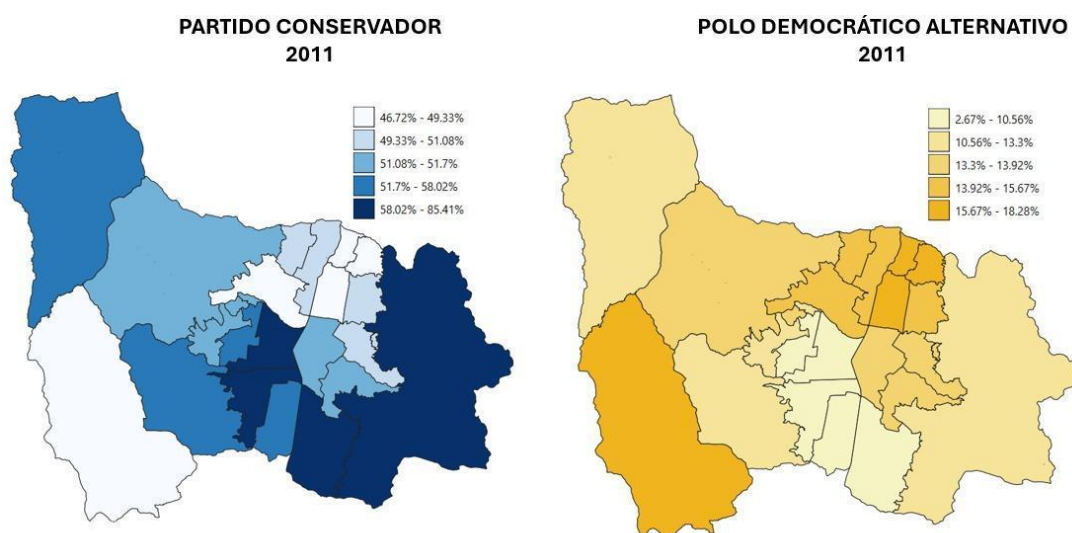 PARTIDO CONSERVADOR
2011
46.72% - 49.33%
49.33% - 51.08%
51.08% - 51.7%
51.7% - 58.02%
58.02% - 85.41%
POLO DEMOCRÁTICO ALTERNATIVO
2011
2.67% - 10.56%
10.56% - 13.3%
13.3% - 13.92%
13.92% - 15.67%
15.67% - 18.28%